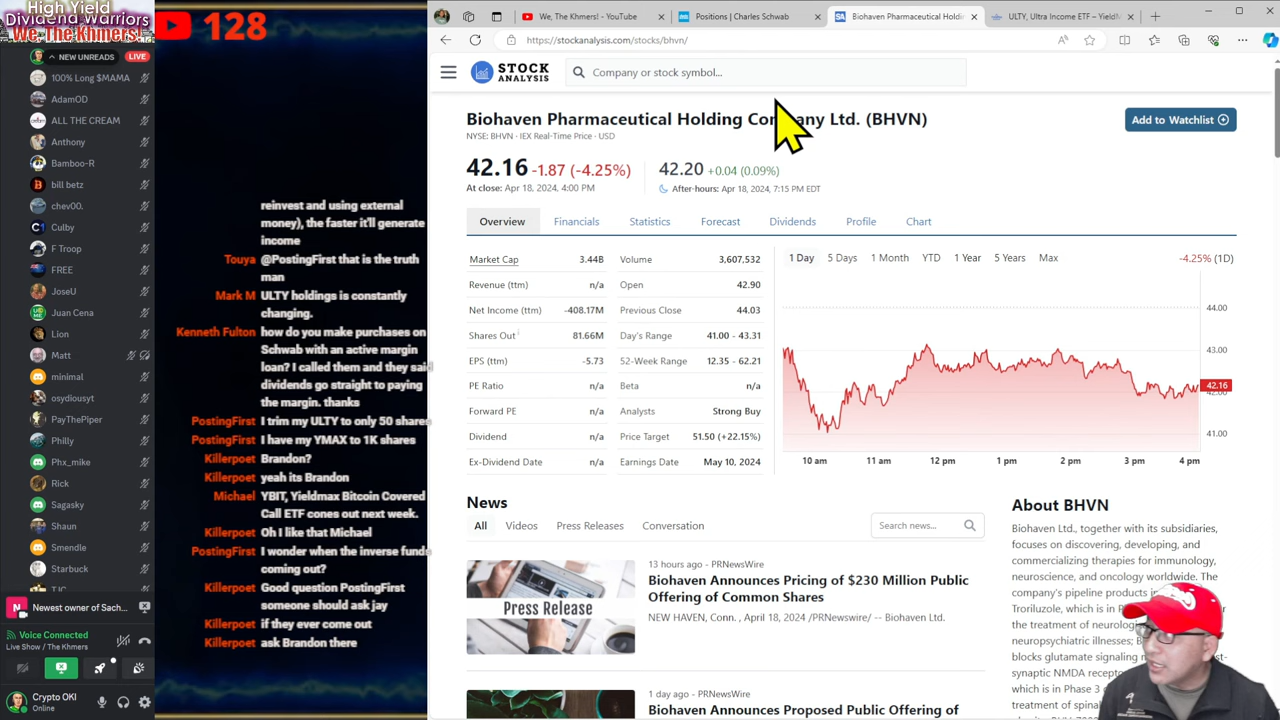 High Yield
Dividend Warriors
We, The Khmers!
NEW UNREADS
LIVE
100% Long $MAMA
AdamOD
ALL THE CREAM
Anthony
Bamboo-R
bill betz
chev00.
Culby
F Troop
FREE
JoseU
Juan Cena
Lion
Matt
minimal
osydiousyt
PayThePiper
Philly
Phx_mike
Rick
Sagasky
Shaun
Smendle
Starbuck
TJC
Newest owner of Sach...
Voice Connected
Live Show / The Khmers
Crypto OKI
Online
128
reinvest and using external
money), the faster it'll generate
income
Touya @PostingFirst that is the truth
man
Mark M ULTY holdings is constantly
changing.
Kenneth Fulton how do you make purchases on
Schwab with an active margin
loan? I called them and they said
dividends go straight to paying
the margin. thanks
PostingFirst I trim my ULTY to only 50 shares
PostingFirst I have my YMAX to 1K shares
Killerpoet Brandon?
Killerpoet yeah its Brandon
Michael YBIT, Yieldmax Bitcoin Covered
Call ETF cones out next week.
Killerpoet Oh I like that Michael
PostingFirst I wonder when the inverse funds
coming out?
Killerpoet Good question PostingFirst
someone should ask jay
Killerpoet if they ever come out
Killerpoet ask Brandon there
We, The Khmers! - YouTube
Positions | Charles Schwab
Biohaven Pharmaceutical Holdin
ULTY, Ultra Income ETF – YieldM
https://stockanalysis.com/stocks/bhvn/
STOCK
ANALYSIS
Company or stock symbol...
Biohaven Pharmaceutical Holding Company Ltd. (BHVN)
NYSE: BHVN · IEX Real-Time Price · USD
Add to Watchlist
42.16 -1.87 (-4.25%)
At close: Apr 18, 2024, 4:00 PM
42.20 +0.04 (0.09%)
After-hours: Apr 18, 2024, 7:15 PM EDT
Overview Financials Statistics Forecast Dividends Profile Chart
Market Cap 3.44B Volume 3,607,532
Revenue (ttm) n/a Open 42.90
Net Income (ttm) -408.17M Previous Close 44.03
Shares Out 81.66M Day's Range 41.00 - 43.31
EPS (ttm) -5.73 52-Week Range 12.35 - 62.21
PE Ratio n/a Beta n/a
Forward PE n/a Analysts Strong Buy
Dividend n/a Price Target 51.50 (+22.15%)
Ex-Dividend Date n/a Earnings Date May 10, 2024
1 Day 5 Days 1 Month YTD 1 Year 5 Years Max
-4.25% (1D)
44.00
43.00
42.16
42.00
41.00
10 am 11 am 12 pm 1 pm 2 pm 3 pm 4 pm
News
All Videos Press Releases Conversation
Search news...
Press Release
13 hours ago - PRNewsWire
Biohaven Announces Pricing of $230 Million Public
Offering of Common Shares
NEW HAVEN, Conn. , April 18, 2024 /PRNewswire/ -- Biohaven Ltd.
1 day ago - PRNewsWire
Biohaven Announces Proposed Public Offering of
About BHVN
Biohaven Ltd., together with its subsidiaries,
focuses on discovering, developing, and
commercializing therapies for immunology,
neuroscience, and oncology worldwide. The
company's pipeline products
Troriluzole, which is in
the treatment of neurolog
neuropsychiatric illnesses;
blocks glutamate signaling
synaptic NMDA recepto
which is in Phase 3
treatment of spinal